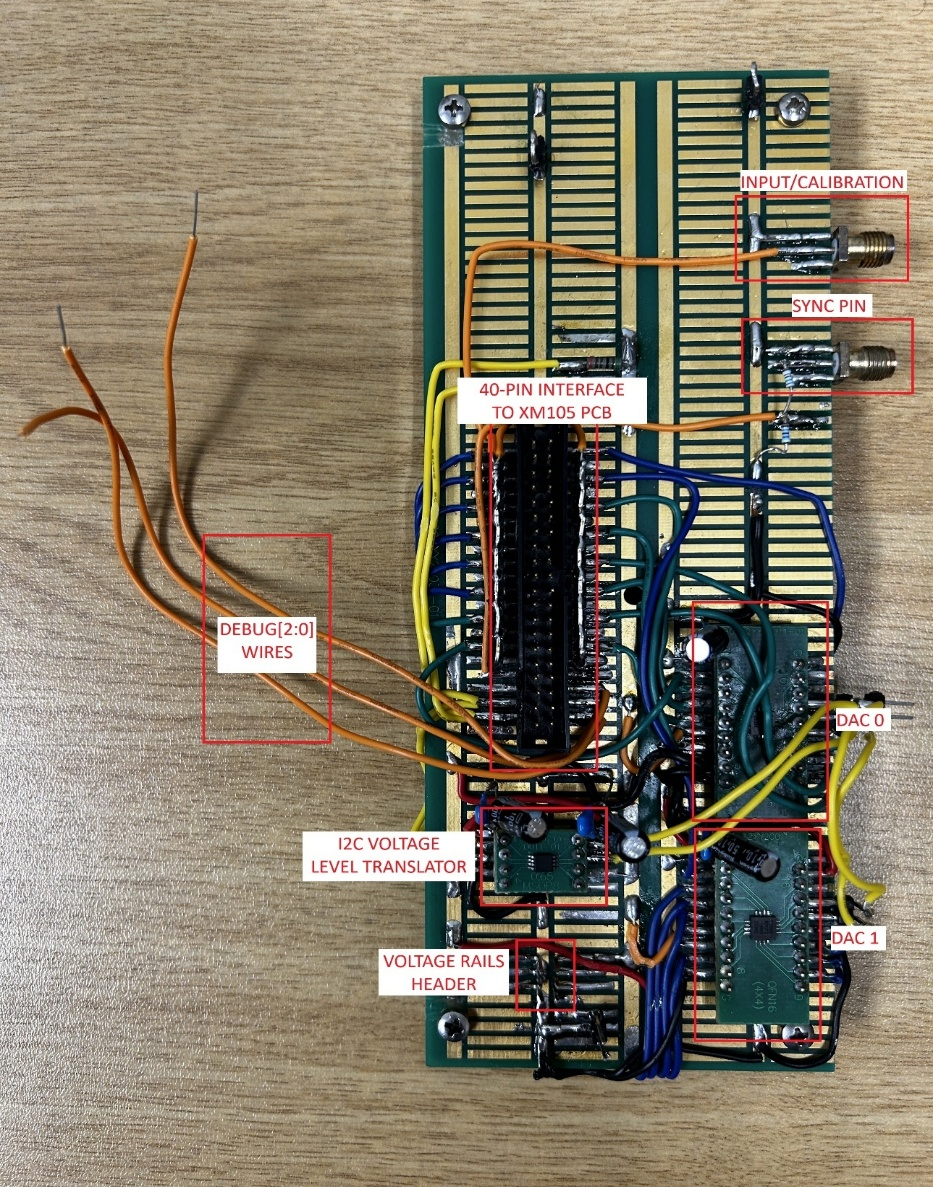 INPUT/CALIBRATION
SYNC PIN
40-PIN INTERFACE
TO XM105 PCB
DEBUG[2:0]
WIRES
DAC 0
I2C VOLTAGE
LEVEL TRANSLATOR
DAC 1
VOLTAGE RAILS
HEADER
QFN16
(4x4)